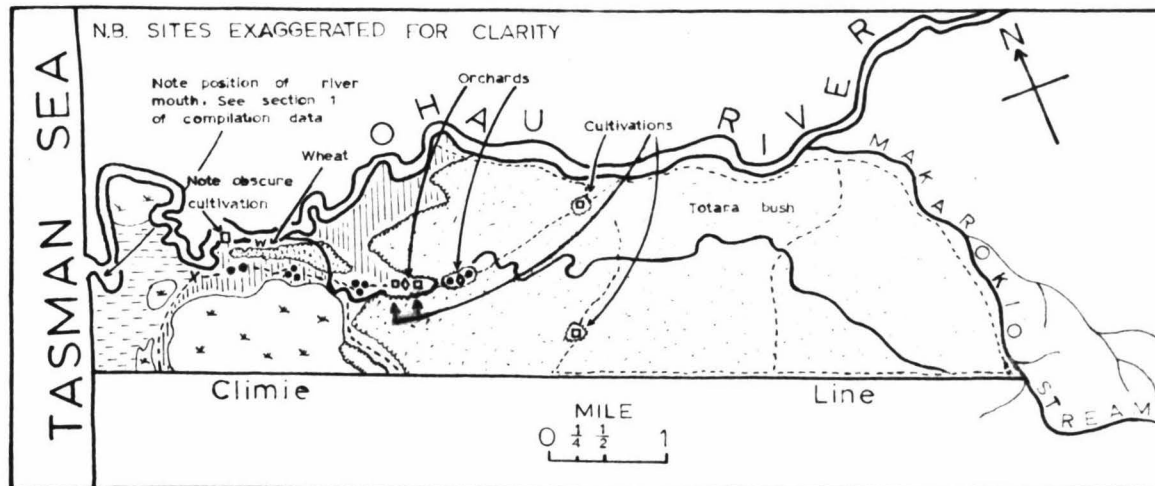 N.B. SITES EXAGGERATED FOR CLARITY
TASMAN SEA
Note position of river
mouth. See section 1
of compilation data
Note obscure
cultivation
Wheat
W
X
Orchards
Cultivations
OHAU RIVER
N
Totara bush
MAKAROKIO STREAM
Climie Line
MILE
0 1/4 1/2 1